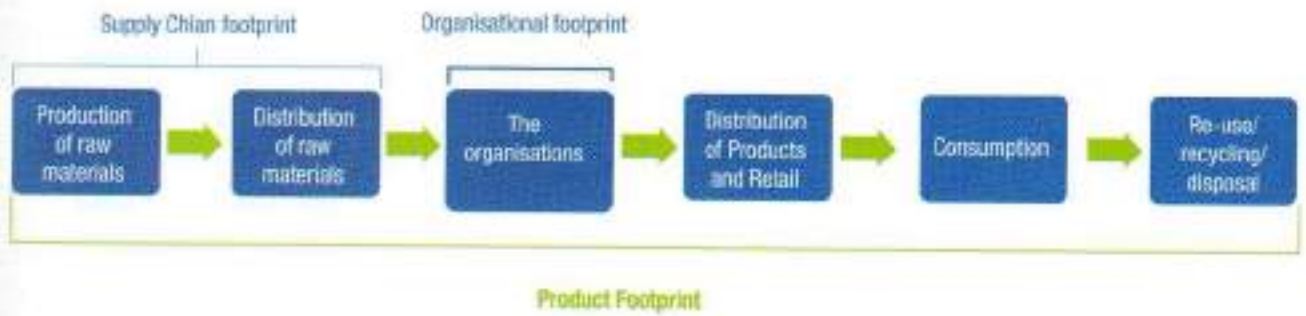 Supply Chian footprint
Organisational footprint
Production
of raw
materials
Distribution
of raw
materials
The
organisations
Distribution
of Products
and Retail
Consumption
Re-use/
recycling/
disposal
Product Footprint